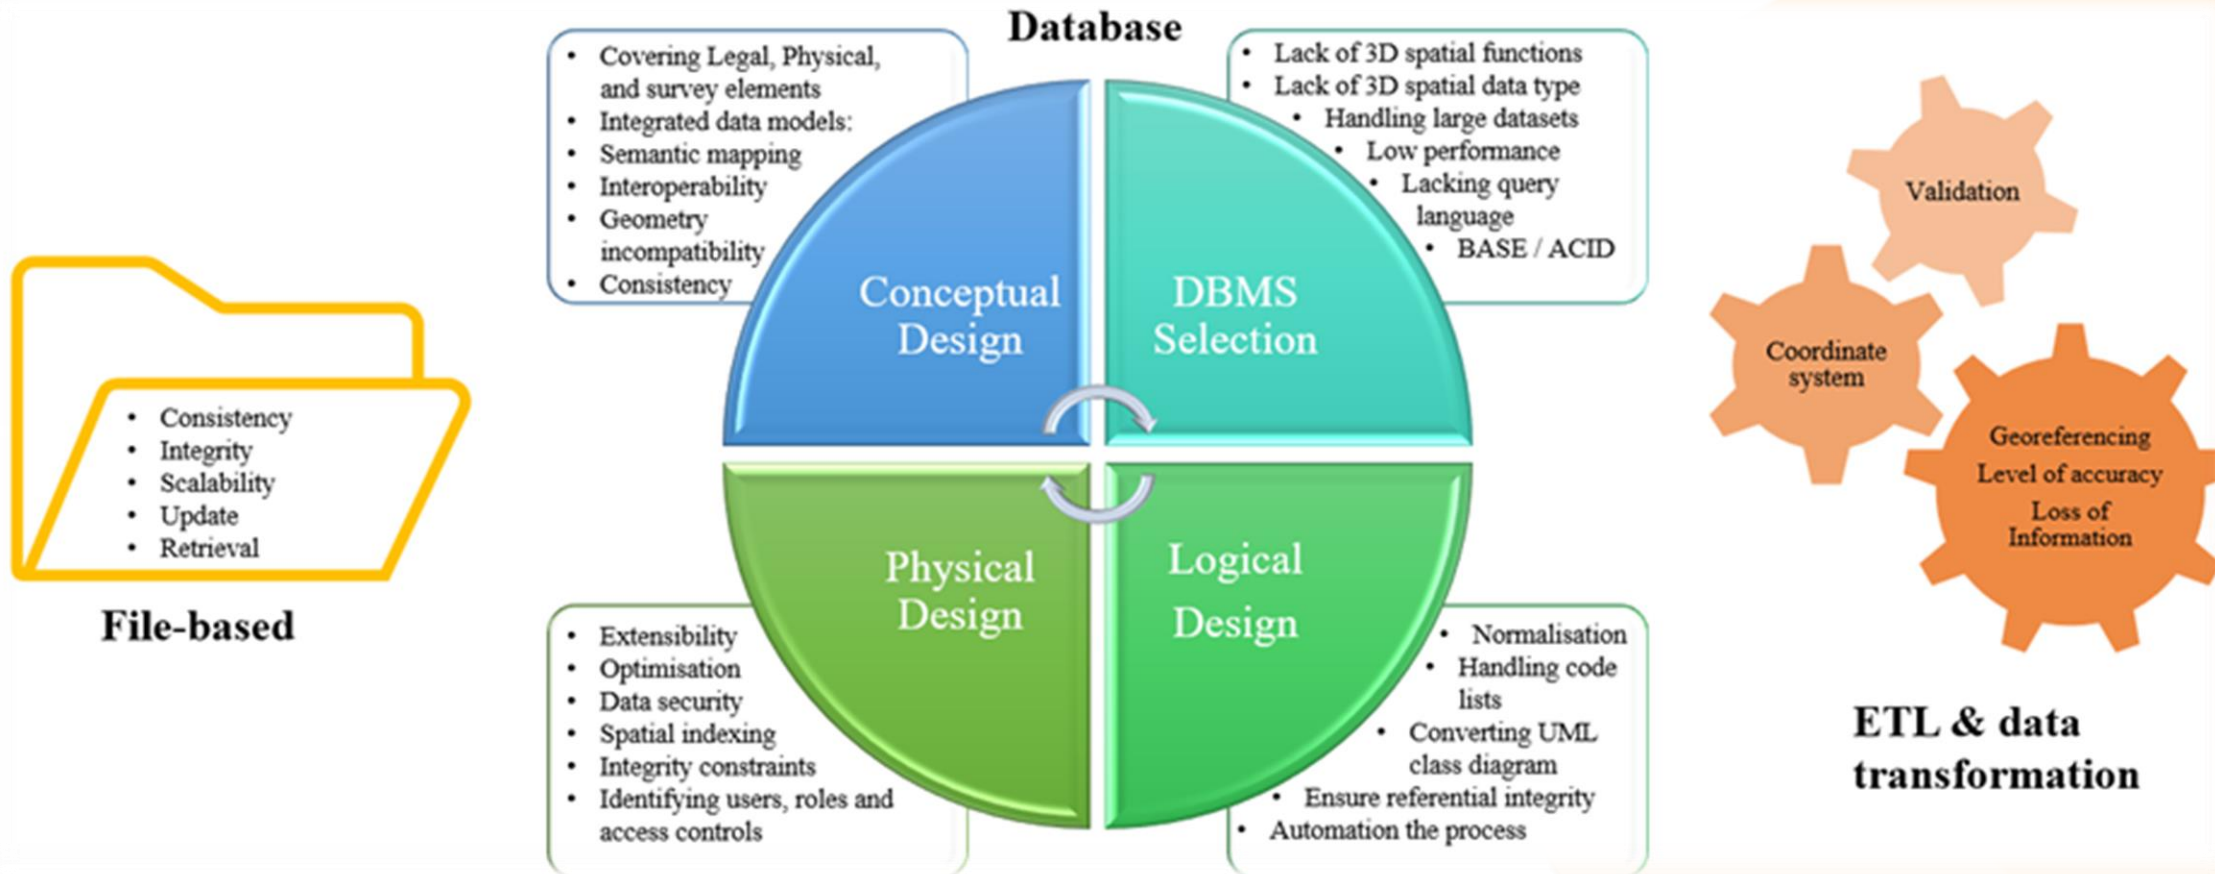 Database
• Consistency
• Integrity
• Scalability
• Update
• Retrieval
File-based
• Covering Legal, Physical,
and survey elements
• Integrated data models:
• Semantic mapping
• Interoperability
• Geometry
incompatibility
• Consistency
Conceptual
Design
• Lack of 3D spatial functions
• Lack of 3D spatial data type
• Handling large datasets
• Low performance
• Lacking query
language
• BASE / ACID
DBMS
Selection
Physical
Design
• Extensibility
• Optimisation
• Data security
• Spatial indexing
• Integrity constraints
• Identifying users, roles and
access controls
Logical
Design
• Normalisation
• Handling code
lists
• Converting UML
class diagram
• Ensure referential integrity
• Automation the process
Validation
Coordinate
system
Georeferencing
Level of accuracy
Loss of
Information
ETL & data
transformation